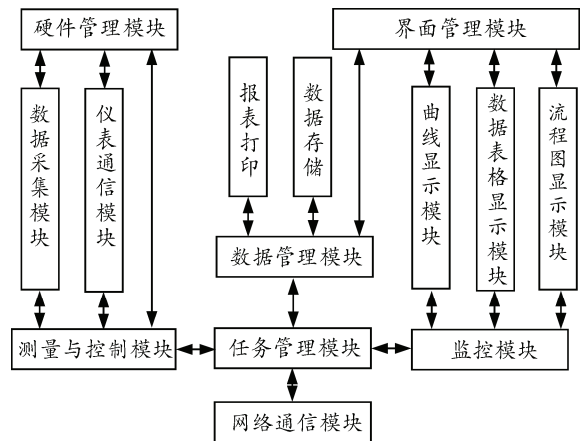 硬件管理模块
界面管理模块
数据采集模块
仪表通信模块
报表打印
数据存储
曲线显示模块
数据表格显示模块
流程图显示模块
数据管理模块
测量与控制模块
任务管理模块
监控模块
网络通信模块